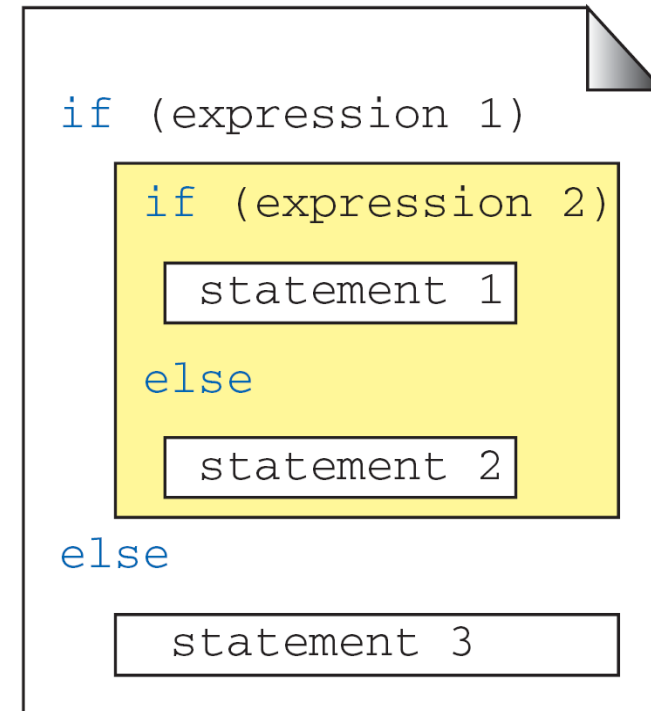 if (expression 1)
if (expression 2)
statement 1
else
statement 2
else
statement 3